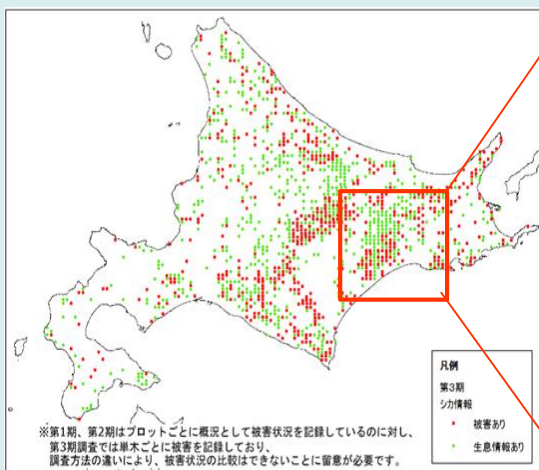 凡例
第3期
シカ情報
被害あり
生息情報あり
※第1期、第2期はプロットごとに概況として被害状況を記録しているのに対し、
第3期調査では単木ごとに被害を記録しており、
調査方法の違いにより、被害状況の比較はできないことに留意が必要です。